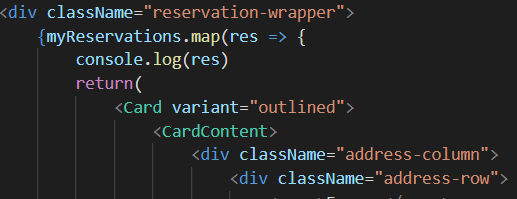 <div className="reservation-wrapper">
{myReservations.map(res => {
console.log(res)
return(
<Card variant="outlined">
<CardContent>
<div className="address-column">
<div className="address-row">